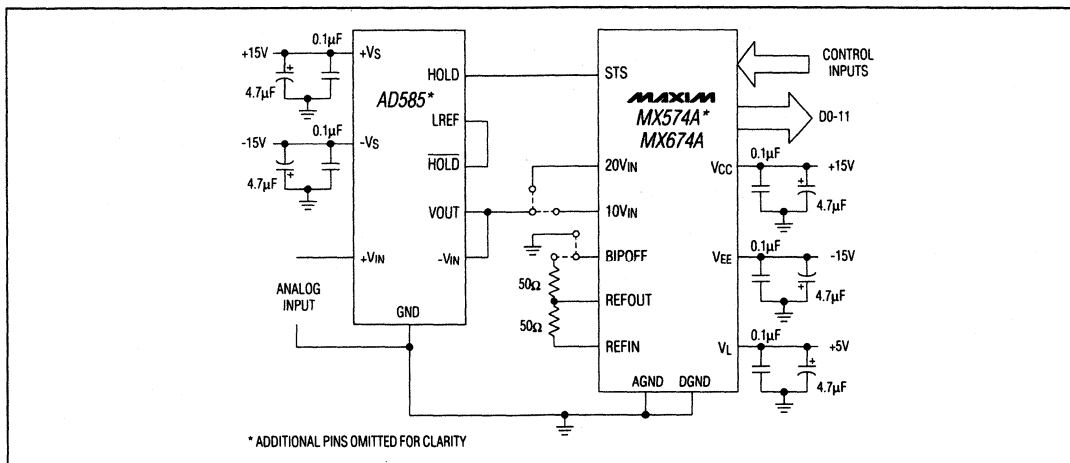 +15V
0.1µF
+VS
4.7µF
-15V
0.1µF
-VS
4.7µF
ANALOG
INPUT
+VIN
AD585*
HOLD
LREF
HOLD
VOUT
-VIN
GND
STS
MAXIM
MX574A*
MX674A
20VIN
10VIN
BIPOFF
50Ω
REFOUT
50Ω
REFIN
AGND DGND
VCC
VEE
VL
CONTROL
INPUTS
D0-11
0.1µF
+15V
4.7µF
0.1µF
-15V
4.7µF
0.1µF
+5V
4.7µF
* ADDITIONAL PINS OMITTED FOR CLARITY